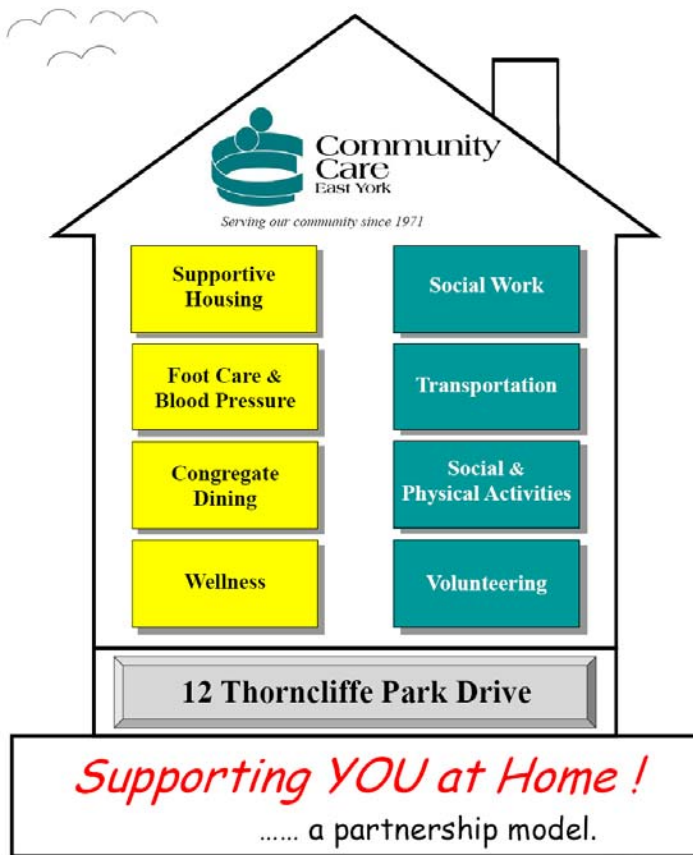 Community
Care
East York
Serving our community since 1971
Supportive
Housing
Social Work
Foot Care &
Blood Pressure
Transportation
Congregate
Dining
Social &
Physical Activities
Wellness
Volunteering
12 Thorncliffe Park Drive
Supporting YOU at Home !
...... a partnership model.